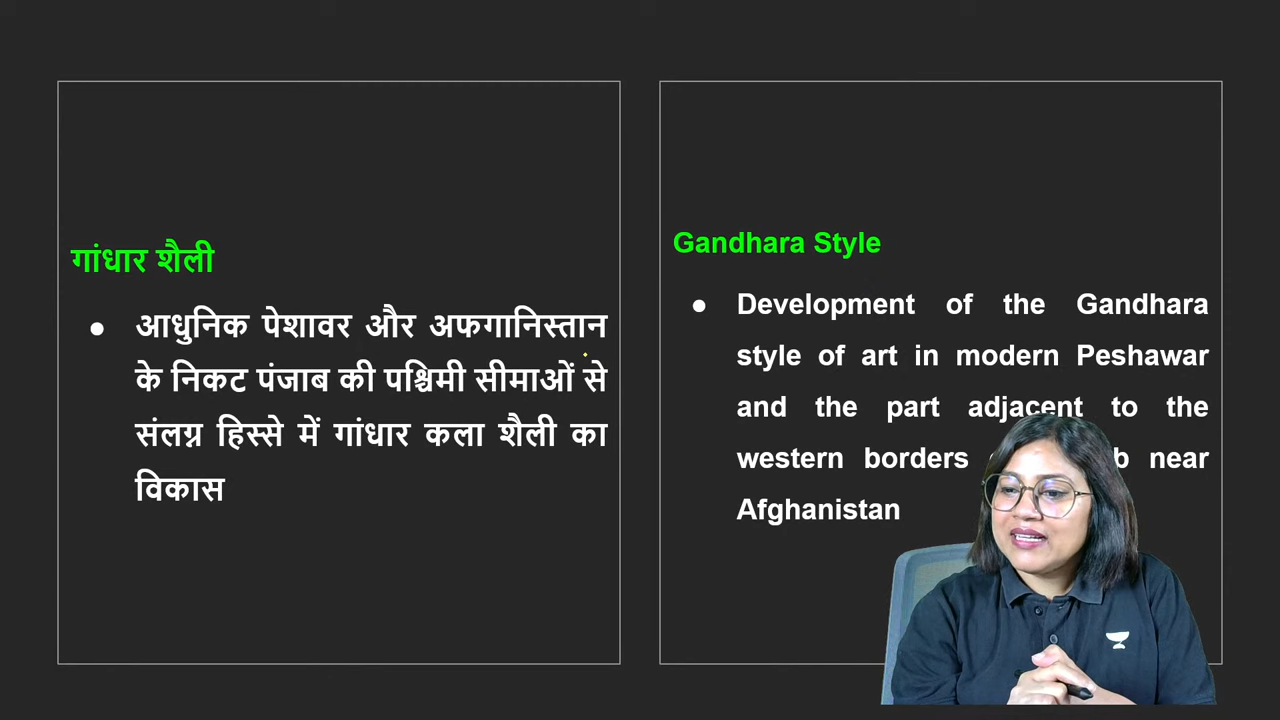 गांधार शैली
● आधुनिक पेशावर और अफगानिस्तान
के निकट पंजाब की पश्चिमी सीमाओं से
संलग्न हिस्से में गांधार कला शैली का
विकास
Gandhara Style
● Development of the Gandhara
style of art in modern Peshawar
and the part adjacent to the
western borders near
Afghanistan